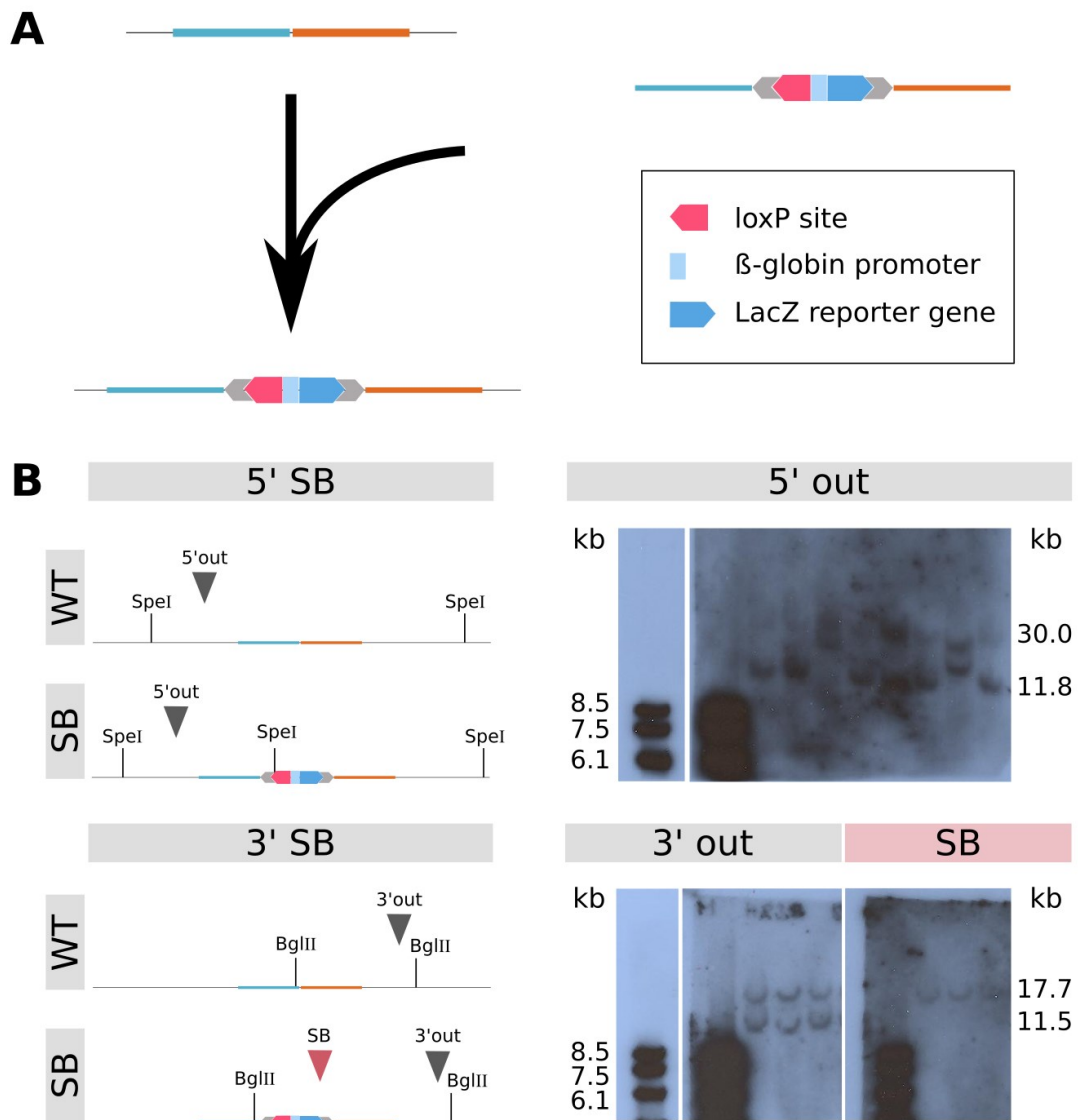 A
loxP site
ß-globin promoter
LacZ reporter gene
B
5' SB
5' out
WT
5'out
SpeI
SpeI
SB
5'out
SpeI
SpeI
SpeI
kb
kb
30.0
11.8
8.5
7.5
6.1
3' SB
3' out
SB
WT
3'out
BglII
BglII
SB
SB
3'out
BglII
BglII
kb
kb
17.7
11.5
8.5
7.5
6.1